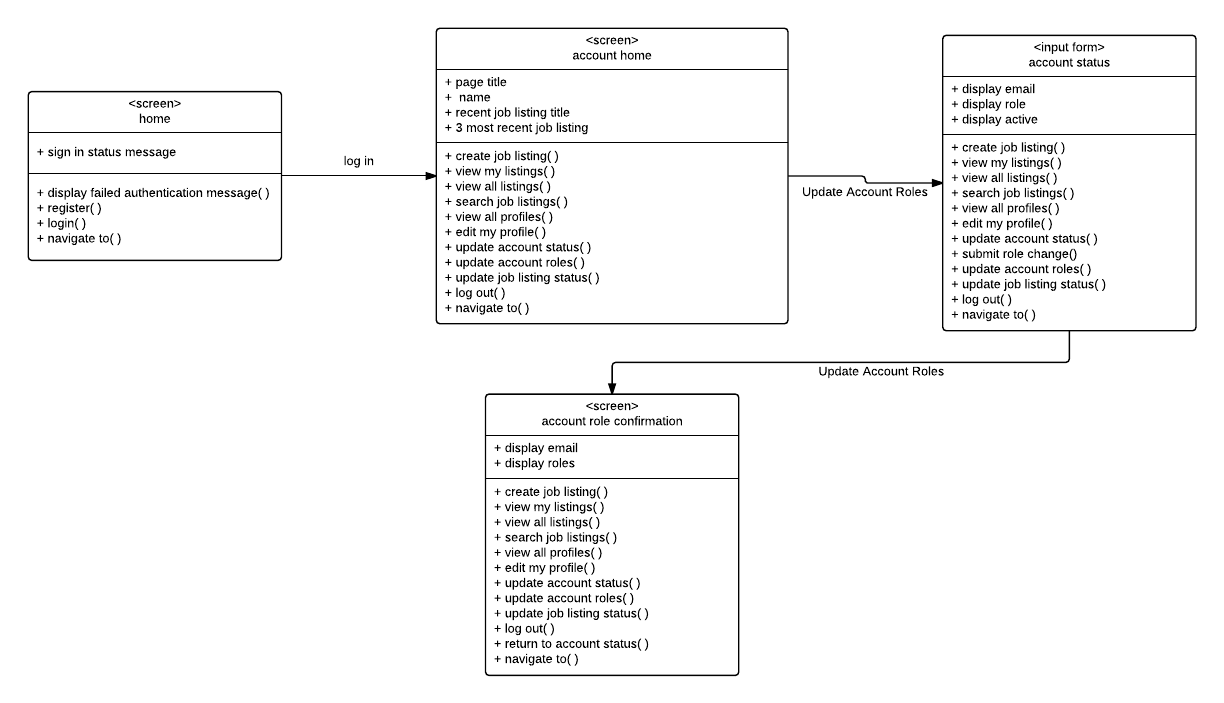 <screen>
home
+ sign in status message
+ display failed authentication message( )
+ register( )
+ login( )
+ navigate to( )
log in
<screen>
account home
+ page title
+  name
+ recent job listing title
+ 3 most recent job listing
+ create job listing( )
+ view my listings( )
+ view all listings( )
+ search job listings( )
+ view all profiles( )
+ edit my profile( )
+ update account status( )
+ update account roles( )
+ update job listing status( )
+ log out( )
+ navigate to( )
Update Account Roles
<input form>
account status
+ display email
+ display role
+ display active
+ create job listing( )
+ view my listings( )
+ view all listings( )
+ search job listings( )
+ view all profiles( )
+ edit my profile( )
+ update account status( )
+ submit role change()
+ update account roles( )
+ update job listing status( )
+ log out( )
+ navigate to( )
Update Account Roles
<screen>
account role confirmation
+ display email
+ display roles
+ create job listing( )
+ view my listings( )
+ view all listings( )
+ search job listings( )
+ view all profiles( )
+ edit my profile( )
+ update account status( )
+ update account roles( )
+ update job listing status( )
+ log out( )
+ return to account status( )
+ navigate to( )